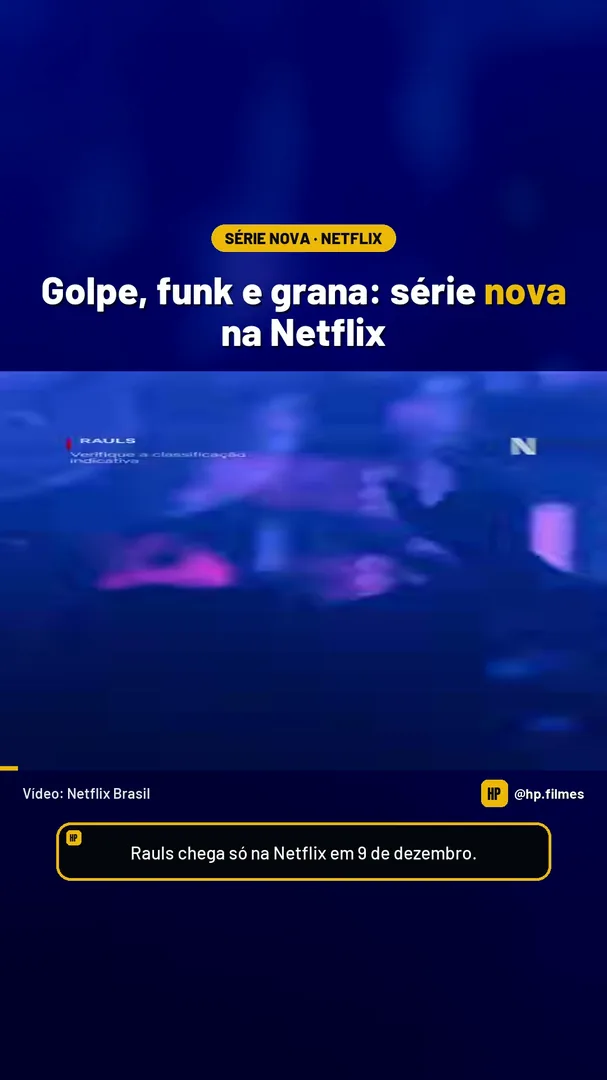 SÉRIE NOVA · NETFLIX
Golpe, funk e grana: série nova
na Netflix
RAULS
Verifique a classificação
indicativa
N
Vídeo: Netflix Brasil
HP
@hp.filmes
HP
Rauls chega só na Netflix em 9 de dezembro.